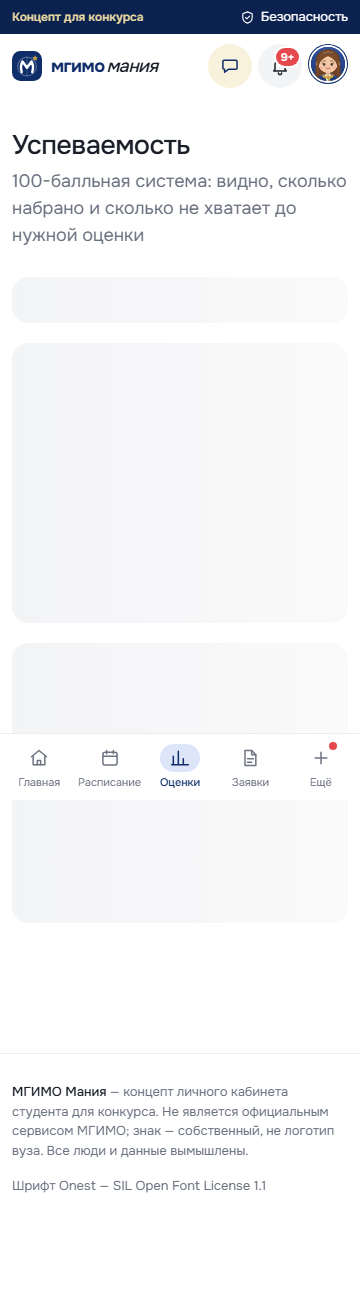 Концепт для конкурса
Безопасность
М
МГИМО Мания
9+
Успеваемость
100-балльная система: видно, сколько
набрано и сколько не хватает до
нужной оценки
Главная
Расписание
Оценки
Заявки
Ещё
МГИМО Мания — концепт личного кабинета
студента для конкурса. Не является официальным
сервисом МГИМО; знак — собственный, не логотип
вуза. Все люди и данные вымышлены.
Шрифт Onest — SIL Open Font License 1.1